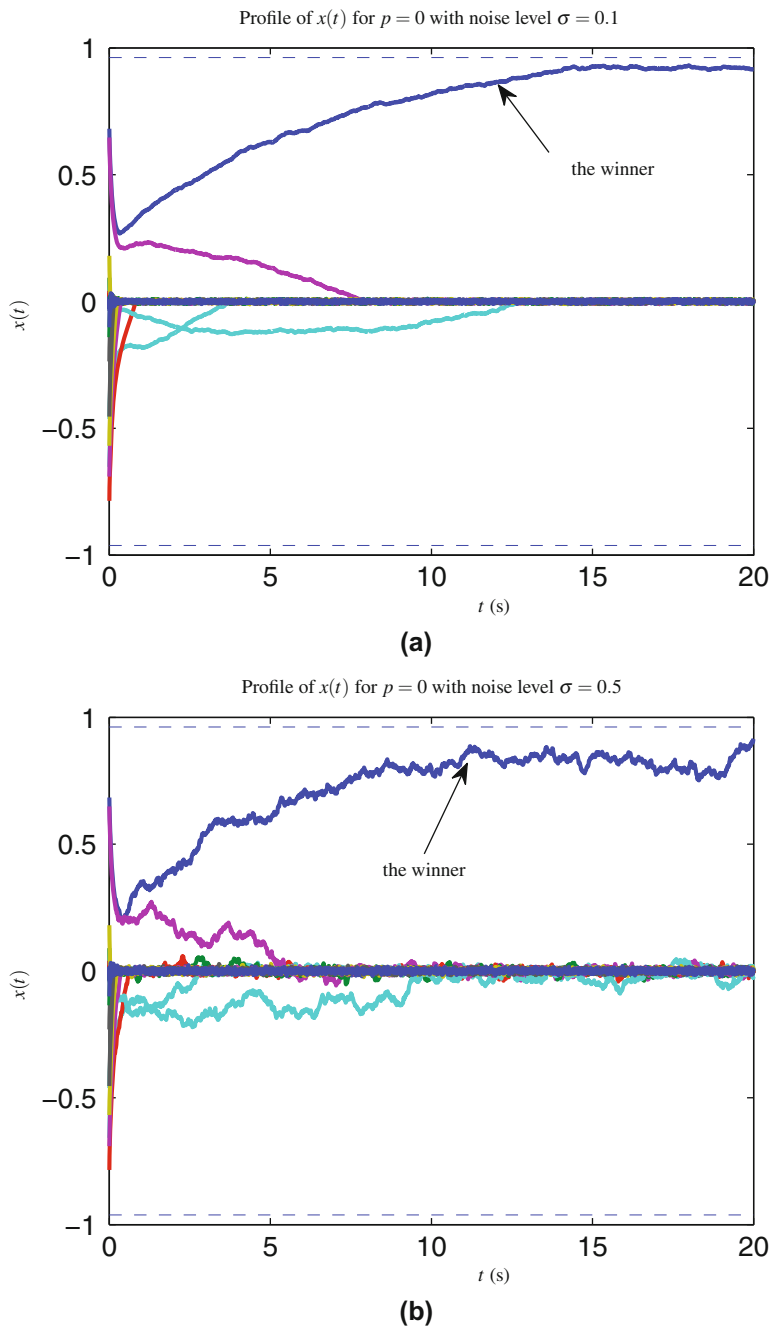 Profile of x(t) for p = 0 with noise level σ = 0.1
1
0.5
0
−0.5
−1
x(t)
the winner
0 5 10 15 20
t (s)
(a)
Profile of x(t) for p = 0 with noise level σ = 0.5
1
0.5
0
−0.5
−1
x(t)
the winner
0 5 10 15 20
t (s)
(b)